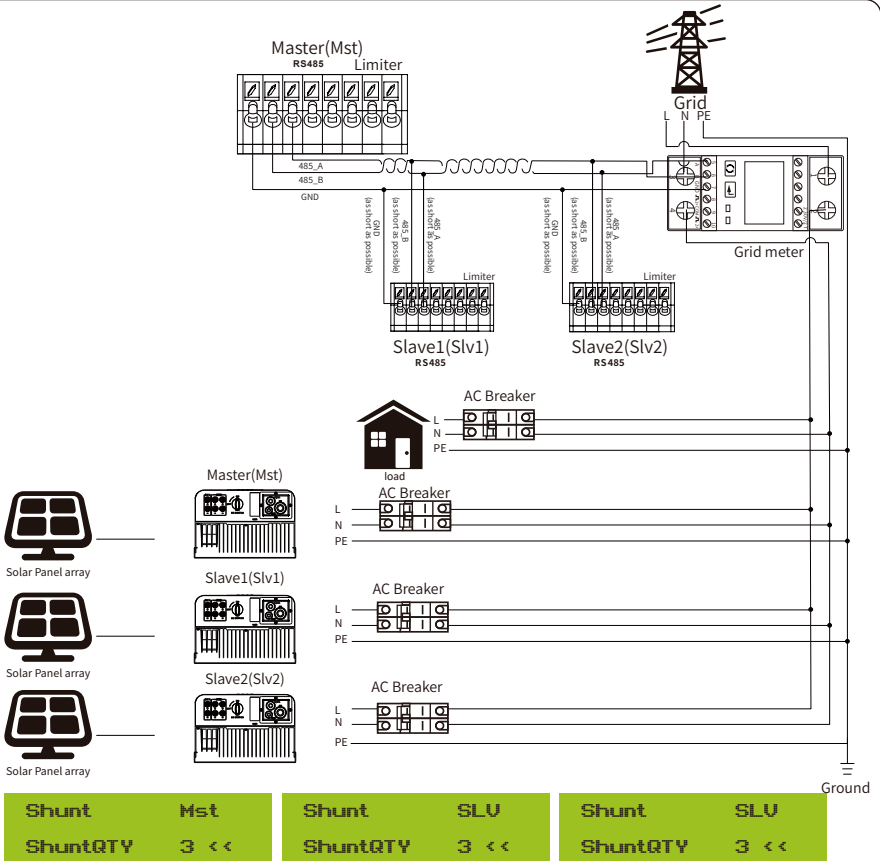 Master(Mst)
RS485
Limiter
Grid
L N PE
485_A
485_B
GND
Grid meter
GND
(as short as possible)
485_B
(as short as possible)
485_A
(as short as possible)
GND
(as short as possible)
485_B
(as short as possible)
485_A
(as short as possible)
Limiter
Limiter
Slave1(Slv1)
RS485
Slave2(Slv2)
RS485
AC Breaker
L
N
PE
load
Master(Mst)
AC Breaker
L
N
PE
Solar Panel array
Slave1(Slv1)
AC Breaker
L
N
PE
Solar Panel array
Slave2(Slv2)
AC Breaker
L
N
PE
Solar Panel array
Ground
Shunt Mst
ShuntQTY 3 <<
Shunt SLV
ShuntQTY 3 <<
Shunt SLV
ShuntQTY 3 <<